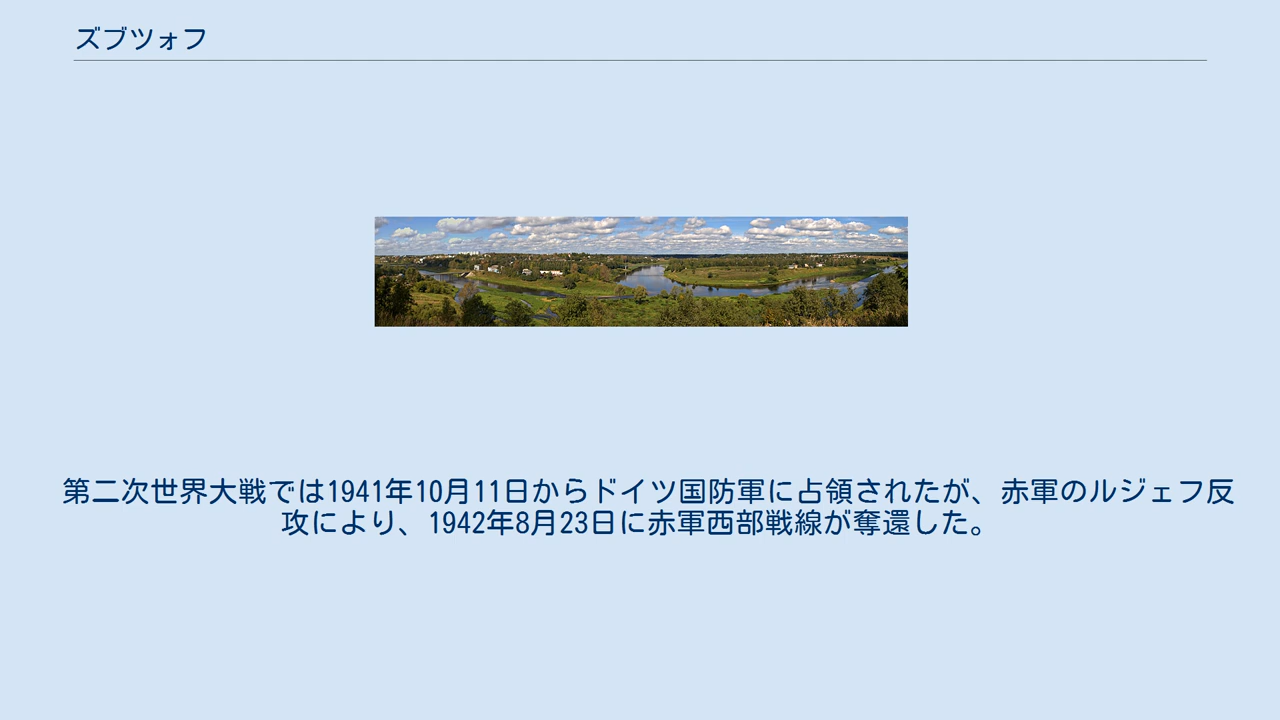 ズブツォフ
第二次世界大戦では1941年10月11日からドイツ国防軍に占領されたが、赤軍のルジェフ反
攻により、1942年8月23日に赤軍西部戦線が奪還した。